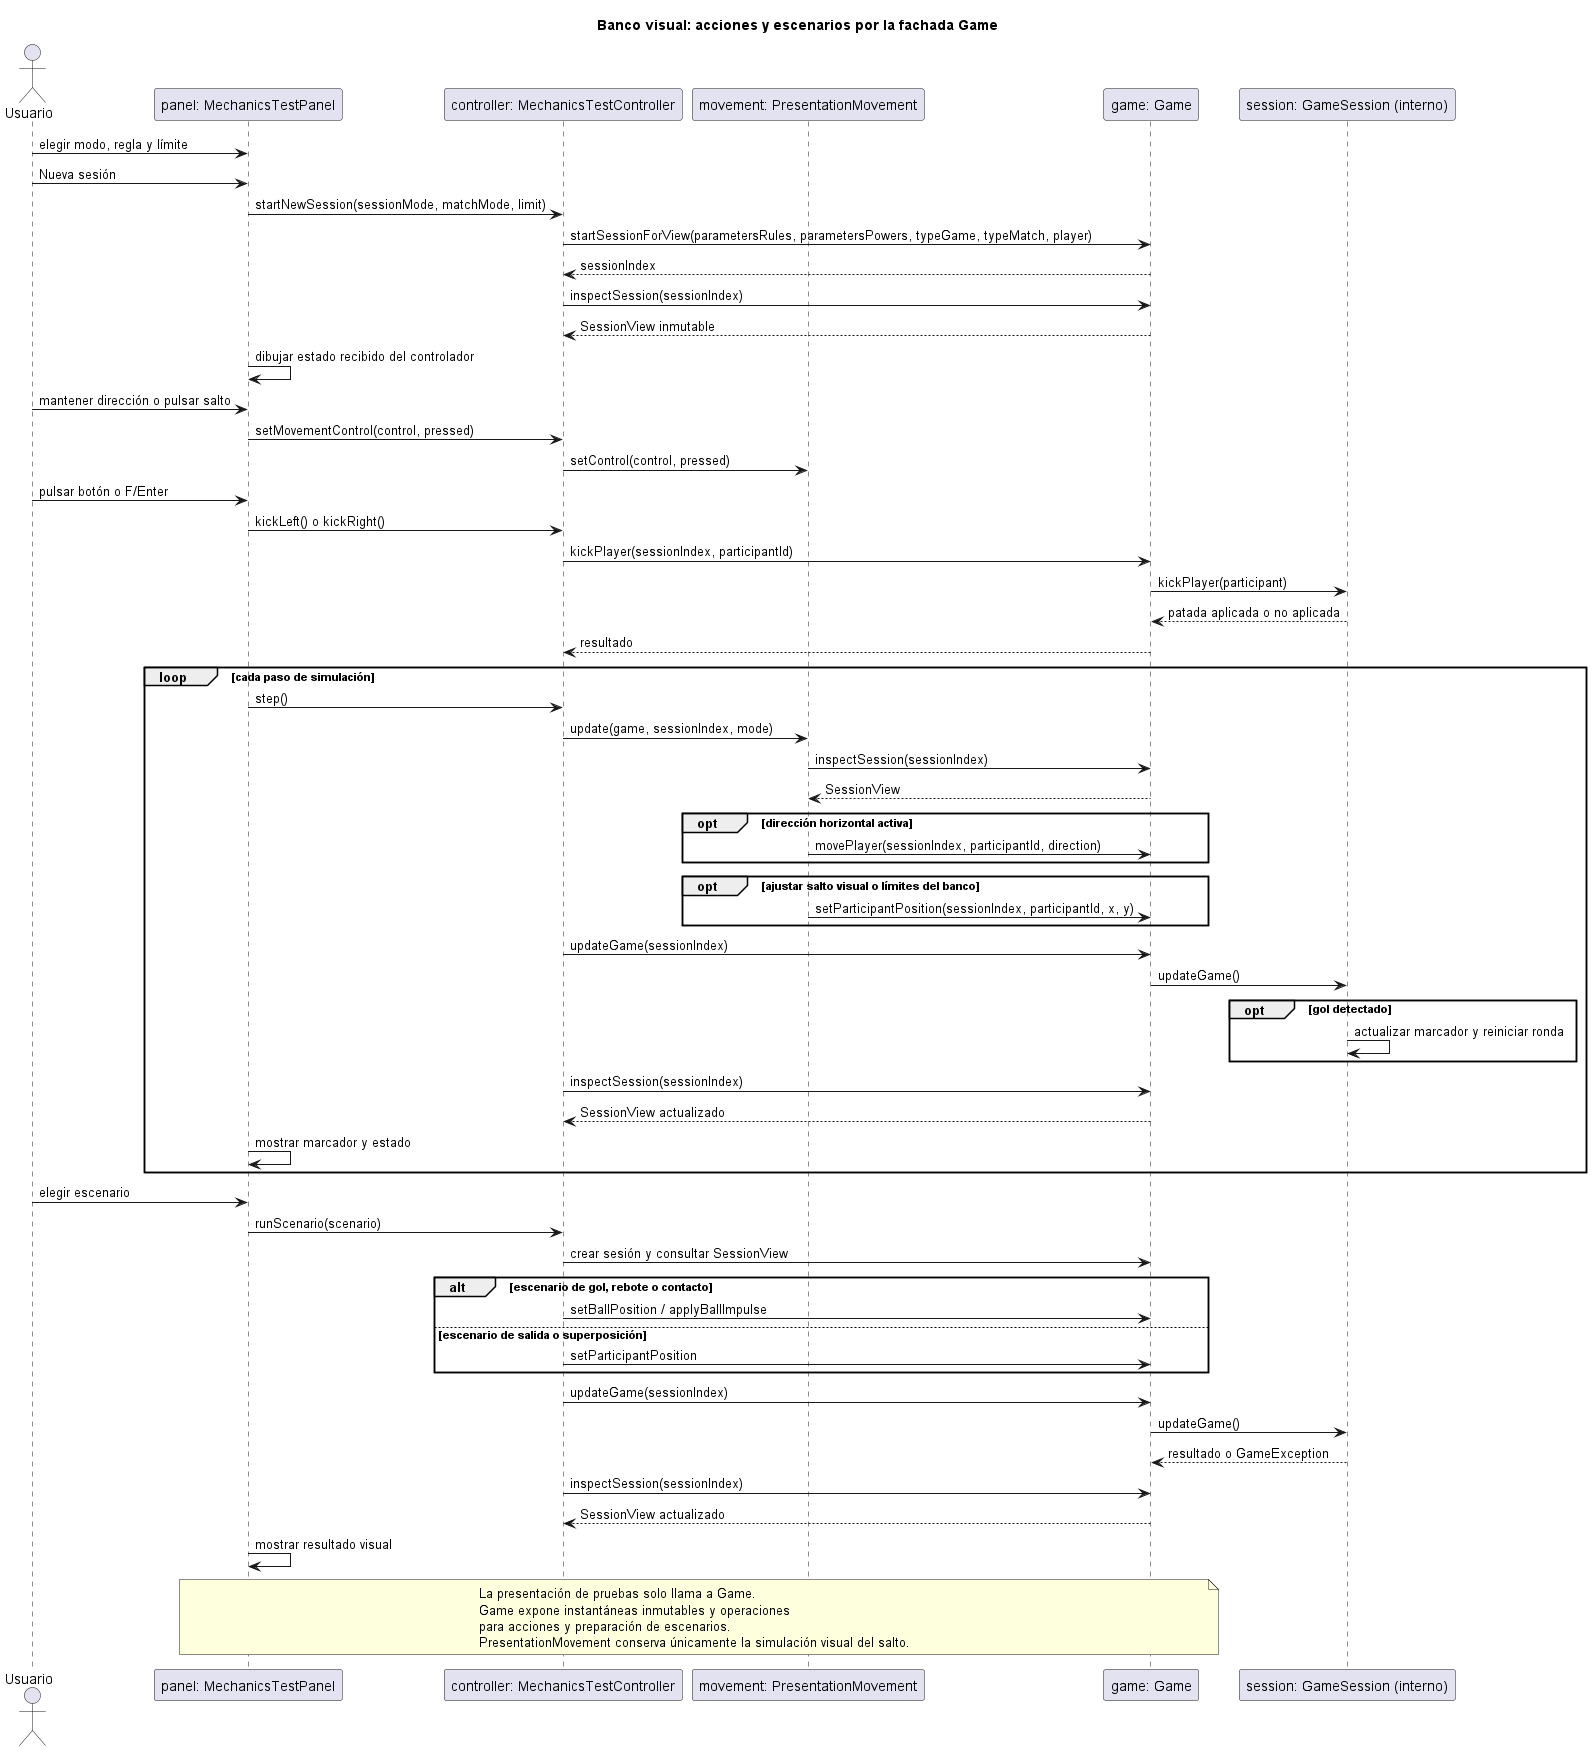 Banco visual: acciones y escenarios por la fachada Game
Usuario
panel: MechanicsTestPanel
controller: MechanicsTestController
movement: PresentationMovement
game: Game
session: GameSession (interno)
elegir modo, regla y límite
Nueva sesión
startNewSession(sessionMode, matchMode, limit)
startSessionForView(parametersRules, parametersPowers, typeGame, typeMatch, player)
sessionIndex
inspectSession(sessionIndex)
SessionView inmutable
dibujar estado recibido del controlador
mantener dirección o pulsar salto
setMovementControl(control, pressed)
setControl(control, pressed)
pulsar botón o F/Enter
kickLeft() o kickRight()
kickPlayer(sessionIndex, participantId)
kickPlayer(participant)
patada aplicada o no aplicada
resultado
loop [cada paso de simulación]
step()
update(game, sessionIndex, mode)
inspectSession(sessionIndex)
SessionView
opt [dirección horizontal activa]
movePlayer(sessionIndex, participantId, direction)
opt [ajustar salto visual o límites del banco]
setParticipantPosition(sessionIndex, participantId, x, y)
updateGame(sessionIndex)
updateGame()
opt [gol detectado]
actualizar marcador y reiniciar ronda
inspectSession(sessionIndex)
SessionView actualizado
mostrar marcador y estado
elegir escenario
runScenario(scenario)
crear sesión y consultar SessionView
alt [escenario de gol, rebote o contacto]
setBallPosition / applyBallImpulse
[escenario de salida o superposición]
setParticipantPosition
updateGame(sessionIndex)
updateGame()
resultado o GameException
inspectSession(sessionIndex)
SessionView actualizado
mostrar resultado visual
La presentación de pruebas solo llama a Game.
Game expone instantáneas inmutables y operaciones
para acciones y preparación de escenarios.
PresentationMovement conserva únicamente la simulación visual del salto.
Usuario
panel: MechanicsTestPanel
controller: MechanicsTestController
movement: PresentationMovement
game: Game
session: GameSession (interno)